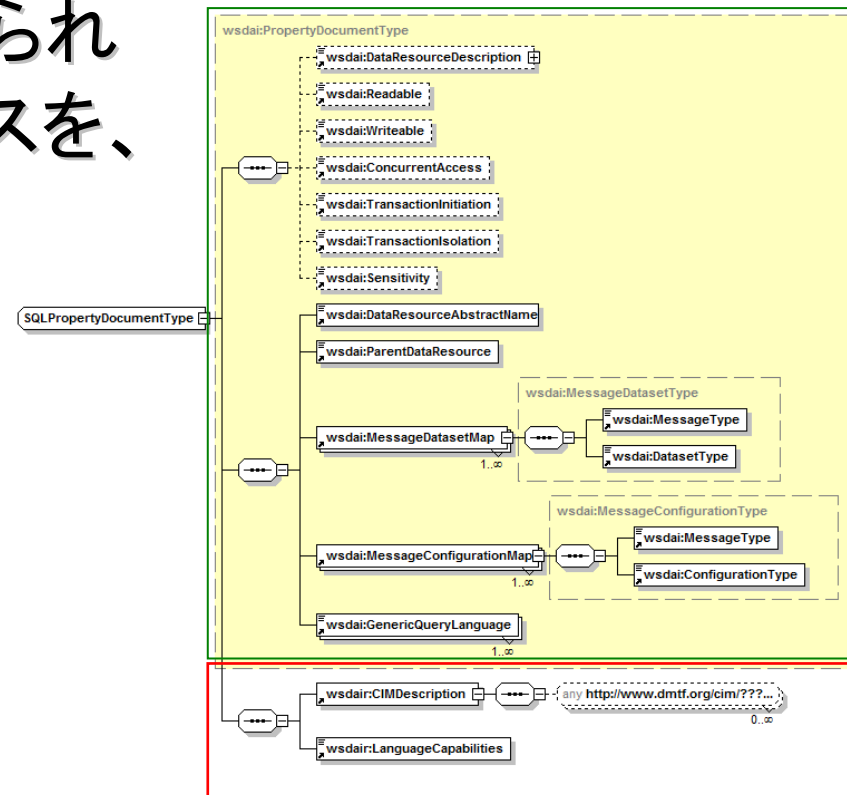 られ
スを、
wsdai:PropertyDocumentType
wsdai:DataResourceDescription
wsdai:Readable
wsdai:Writeable
wsdai:ConcurrentAccess
wsdai:TransactionInitiation
wsdai:TransactionIsolation
wsdai:Sensitivity
SQLPropertyDocumentType
wsdai:DataResourceAbstractName
wsdai:ParentDataResource
wsdai:MessageDatasetMap
1..∞
wsdai:MessageDatasetType
wsdai:MessageType
wsdai:DatasetType
wsdai:MessageConfigurationMap
1..∞
wsdai:MessageConfigurationType
wsdai:MessageType
wsdai:ConfigurationType
wsdai:GenericQueryLanguage
1..∞
wsdair:CIMDescription
any http://www.dmtf.org/cim/???...
0..∞
wsdair:LanguageCapabilities